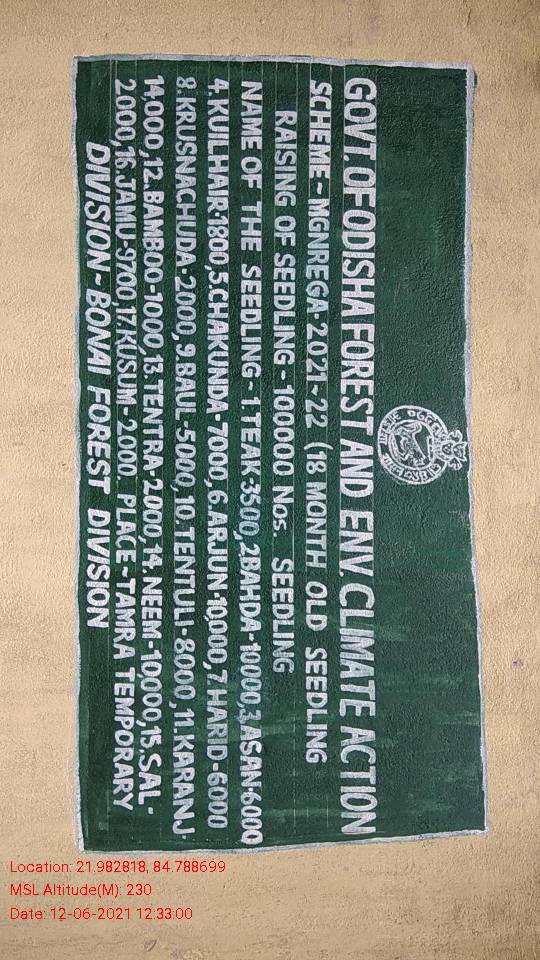 GOVT. OF ODISHA FOREST AND ENV. CLIMATE ACTION
SCHEME~MGNREGA-2021-22 (18 MONTH OLD SEEDLING
RAISING OF SEEDLING - 100000 Nos. SEEDLING
NAME OF THE SEEDLING - 1. TEAK-3500, 2. BAHDA-10000, 3. ASAN-6000
4. KUILHAIR-1800, 5. CHAKUNDA-7000, 6. ARJUN-10,000, 7 HARID-6000
8. KRUSNACHUDA-2000, 9. BAUL-5000, 10. TENTULI-8000, 11. KARANJ-
14,000, 12. BAMBOO-1000, 13. TENTRA-2,000, 14. NEEM-10000, 15. SAL-
2,000, 16. JAMU-9700, 17. KUSUM-2,000. PLACE~TAMRA TEMPORARY
DIVISION~BONAI FOREST DIVISION
Location: 21.982818, 84.788699
MSL Altitude(M): 230
Date: 12-06-2021 12:33:00